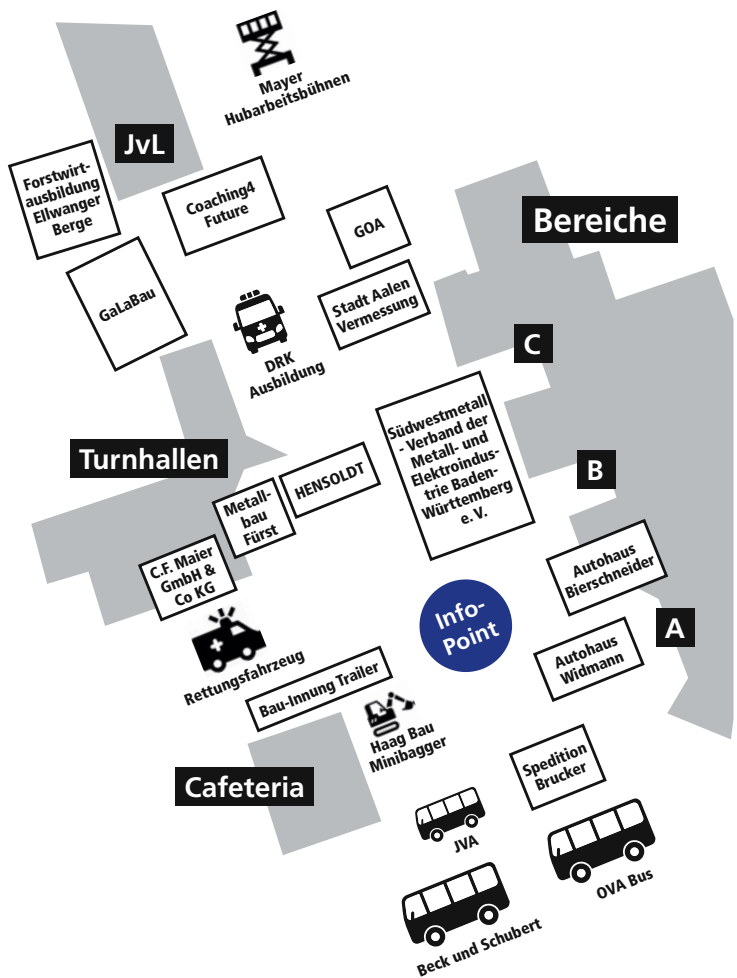 Mayer
Hubarbeitsbühnen
JvL
Forstwirt-
ausbildung
Ellwanger
Berge
Coaching4
Future
GOA
Bereiche
GaLaBau
Stadt Aalen
Vermessung
DRK
Ausbildung
C
Südwestmetall
- Verband der
Metall- und
Elektroindus-
trie Baden-
Württemberg
e. V.
Turnhallen
HENSOLDT
B
Metall-
bau
Fürst
C.F. Maier
GmbH &
Co KG
Autohaus
Bierschneider
Info-
Point
A
Autohaus
Widmann
Rettungsfahrzeug
Bau-Innung Trailer
Haag Bau
Minibagger
Spedition
Brucker
Cafeteria
JVA
OVA Bus
Beck und Schubert